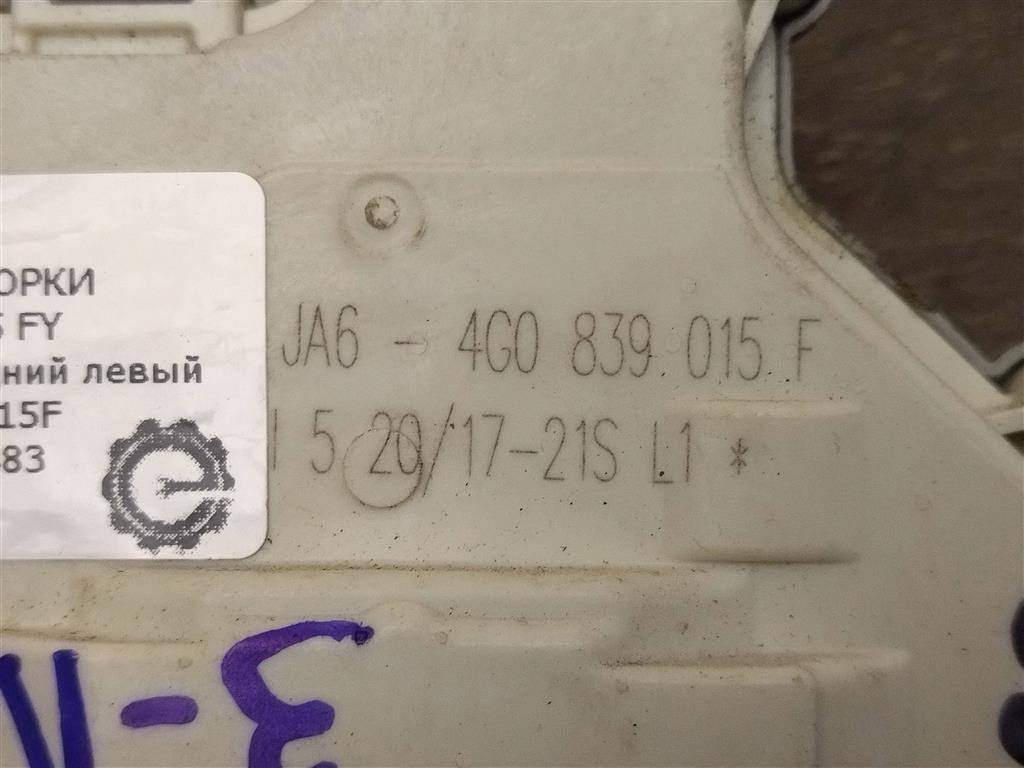 ОРКИ
FY
ний левый
15F
83
JA6 - 4G0 839 015 F
I 5 20/17-21S L1 *
Л-З